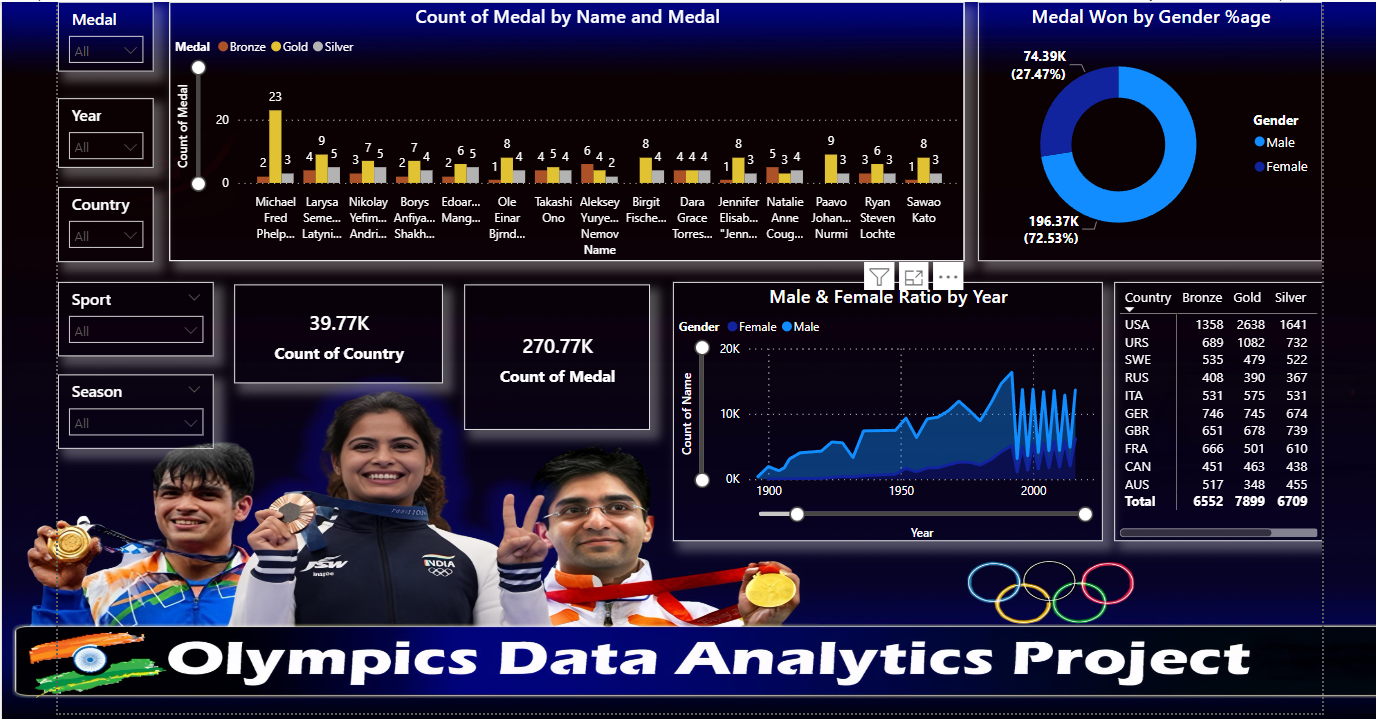 Medal
All
Year
All
Country
All
Count of Medal by Name and Medal
Medal Bronze Gold Silver
Count of Medal
20
0
2 23 3
4 9 5
3 7 5
2 7 4
2 6 5
1 8 4
4 5 4
6 4 2
8 4
4 4 4
1 8 3
5 3 4
9 3
3 6 3
1 8 3
Michael
Fred
Phelp...
Larysa
Seme...
Latyni...
Nikolay
Yefim...
Andri...
Borys
Anfiya...
Shakh...
Edoar...
Mang...
Ole
Einar
Bjrnd...
Takashi
Ono
Aleksey
Yurye...
Nemov
Birgit
Fische...
Dara
Grace
Torres...
Jennifer
Elisab...
"Jenn...
Natalie
Anne
Coug...
Paavo
Johan...
Nurmi
Ryan
Steven
Lochte
Sawao
Kato
Name
Medal Won by Gender %age
74.39K
(27.47%)
196.37K
(72.53%)
Gender
Male
Female
Sport
All
Season
All
39.77K
Count of Country
270.77K
Count of Medal
Male & Female Ratio by Year
Gender Female Male
Count of Name
20K
10K
0K
1900 1950 2000
Year
Country Bronze Gold Silver
USA 1358 2638 1641
URS 689 1082 732
SWE 535 479 522
RUS 408 390 367
ITA 531 575 531
GER 746 745 674
GBR 651 678 739
FRA 666 501 610
CAN 451 463 438
AUS 517 348 455
Total 6552 7899 6709
JSW
INDIA
Olympics Data Analytics Project